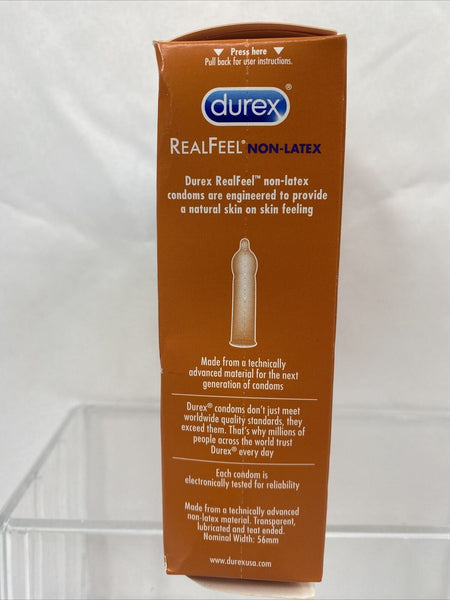 Press here
Pull back for user instructions.
durex®
REALFEEL® NON-LATEX
Durex RealFeel™ non-latex
condoms are engineered to provide
a natural skin on skin feeling
Made from a technically
advanced material for the next
generation of condoms
Durex® condoms don't just meet
worldwide quality standards, they
exceed them. That's why millions of
people across the world trust
Durex® every day
Each condom is
electronically tested for reliability
Made from a technically advanced
non-latex material. Transparent,
lubricated and teat ended.
Nominal Width: 56mm
www.durexusa.com